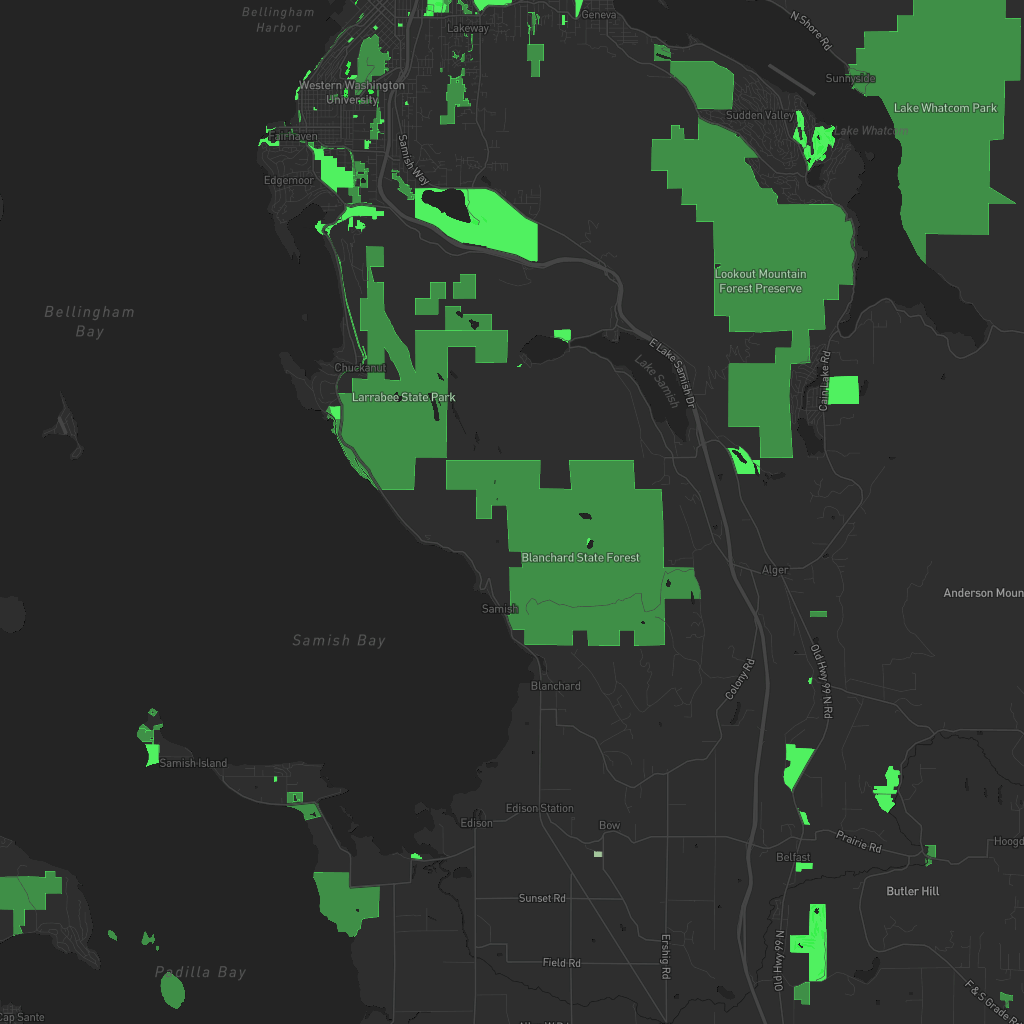 Bellingham
Harbor
Lakeway
Geneva
N Shore Rd
Sunnyside
Western Washington
University
Lake Whatcom Park
Sudden Valley
Lake Whatcom
Fairhaven
Samish Way
Edgemoor
Lookout Mountain
Forest Preserve
Bellingham
Bay
E Lake Samish Dr
Lake Samish
Chuckanut
Cain Lake Rd
Larrabee State Park
Blanchard State Forest
Alger
Anderson Moun
Samish
Samish Bay
Old Hwy 99 N Rd
Colony Rd
Blanchard
Samish Island
Edison Station
Edison
Bow
Prairie Rd
Hoogd
Belfast
Butler Hill
Sunset Rd
Ershig Rd
Old Hwy 99 N
Field Rd
Padilla Bay
F & S Grade R
Cap Sante